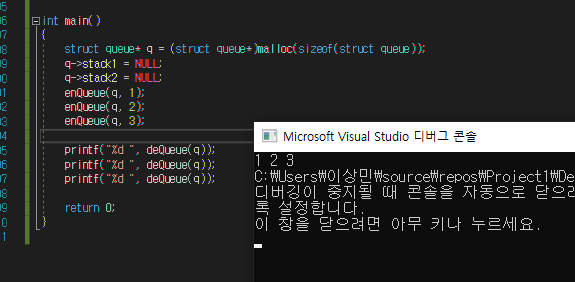 int main()
{
struct queue* q = (struct queue*)malloc(sizeof(struct queue));
q->stack1 = NULL;
q->stack2 = NULL;
enQueue(q, 1);
enQueue(q, 2);
enQueue(q, 3);
printf("%d ", deQueue(q));
printf("%d ", deQueue(q));
printf("%d ", deQueue(q));
return 0;
}
Microsoft Visual Studio 디버그 콘솔
1 2 3
C:₩Users₩이상민₩source₩repos₩Project1₩De
디버깅이 중지될 때 콘솔을 자동으로 닫으려
록 설정합니다.
이 창을 닫으려면 아무 키나 누르세요.